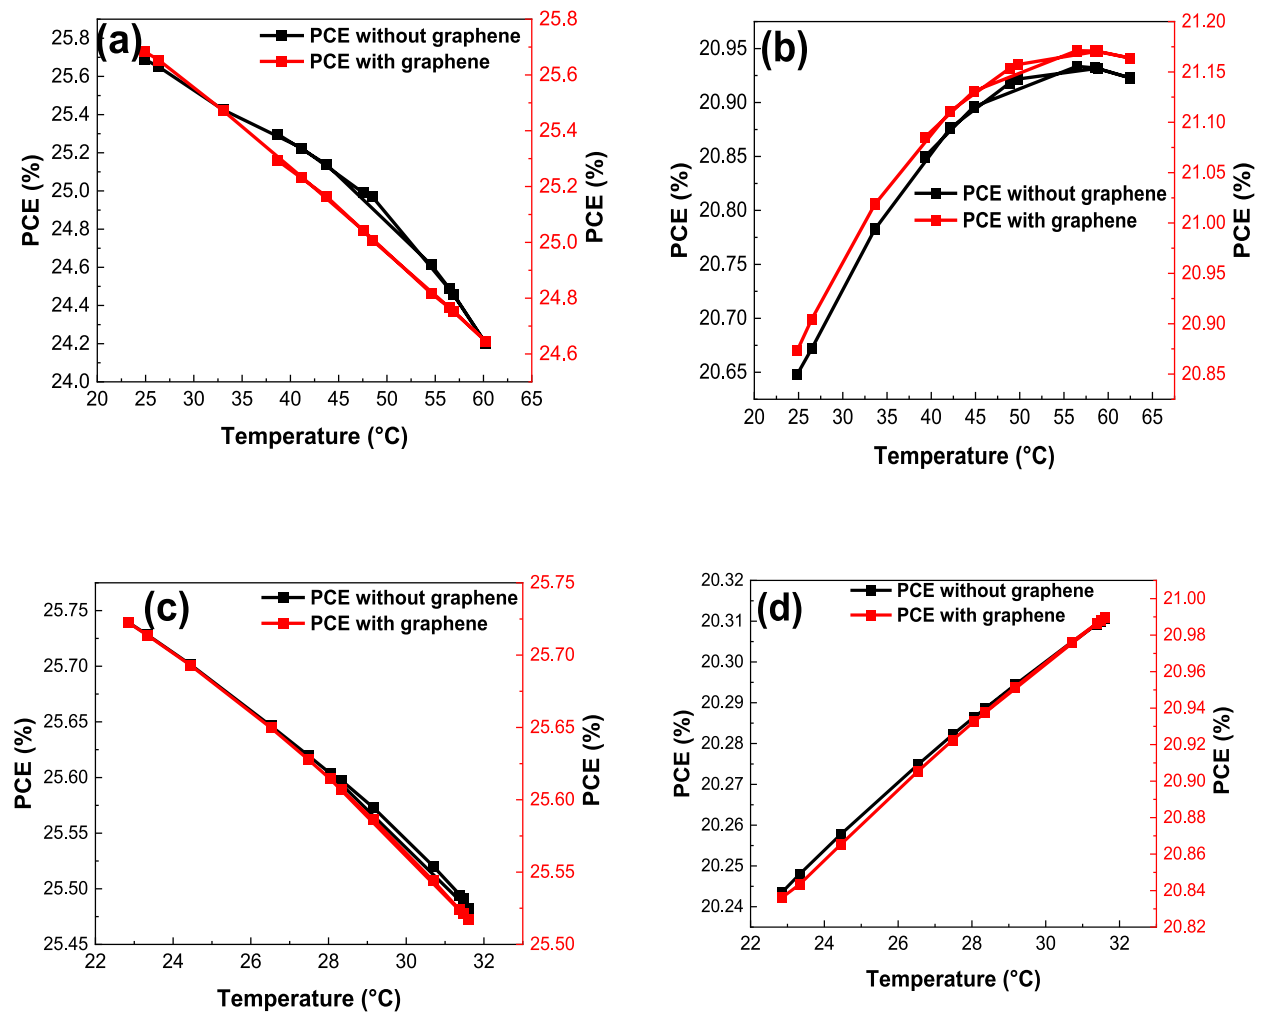 (a)
PCE without graphene
PCE with graphene
25.8
25.6
25.4
25.2
25.0
24.8
24.6
24.4
24.2
24.0
PCE (%)
25.8
25.6
25.4
25.2
25.0
24.8
24.6
PCE (%)
20 25 30 35 40 45 50 55 60 65
Temperature (°C)
(b)
PCE without graphene
PCE with graphene
20.95
20.90
20.85
20.80
20.75
20.70
20.65
PCE (%)
21.20
21.15
21.10
21.05
21.00
20.95
20.90
20.85
PCE (%)
20 25 30 35 40 45 50 55 60 65
Temperature (°C)
(c)
PCE without graphene
PCE with graphene
25.75
25.70
25.65
25.60
25.55
25.50
25.45
PCE (%)
25.75
25.70
25.65
25.60
25.55
25.50
PCE (%)
22 24 26 28 30 32
Temperature (°C)
(d)
PCE without graphene
PCE with graphene
20.32
20.31
20.30
20.29
20.28
20.27
20.26
20.25
20.24
PCE (%)
21.00
20.98
20.96
20.94
20.92
20.90
20.88
20.86
20.84
20.82
PCE (%)
22 24 26 28 30 32
Temperature (°C)